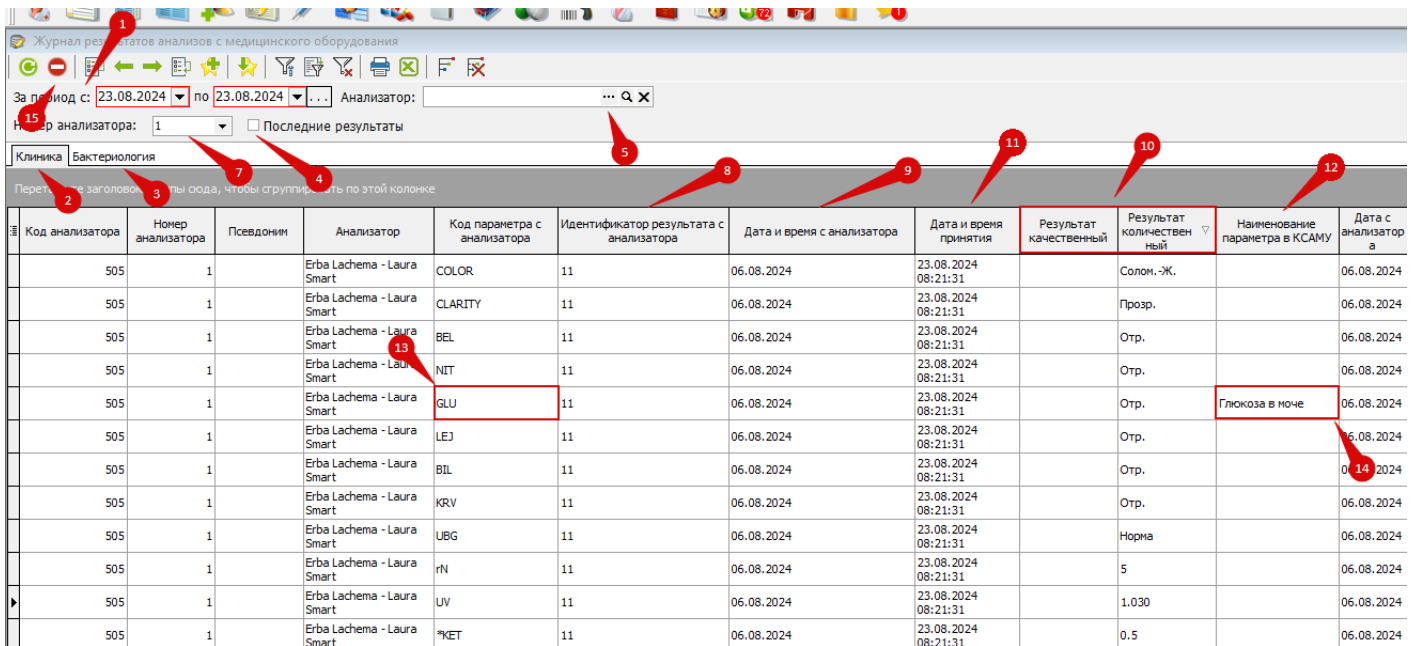 72 1
1
Журнал результатов анализов с медицинского оборудования
За период с: 23.08.2024 по 23.08.2024 ... Анализатор: ...
15
Номер анализатора: 1 Последние результаты
5 11 10
Клиника Бактериология
7 4 8 9 12
2 3
Перетащите заголовок группы сюда, чтобы сгруппировать по этой колонке
Код анализатора Номер анализатора Псевдоним Анализатор Код параметра с анализатора Идентификатор результата с анализатора Дата и время с анализатора Дата и время принятия Результат качественный Результат количествен ный Наименование параметра в КСАМУ Дата с анализатор а
505 1 Erba Lachema - Laura Smart COLOR 11 06.08.2024 23.08.2024 08:21:31 Солом.-Ж. 06.08.2024
505 1 Erba Lachema - Laura Smart CLARITY 11 06.08.2024 23.08.2024 08:21:31 Прозр. 06.08.2024
505 1 Erba Lachema - Laura Smart BEL 11 06.08.2024 23.08.2024 08:21:31 Отр. 06.08.2024
13
505 1 Erba Lachema - Laura Smart NIT 11 06.08.2024 23.08.2024 08:21:31 Отр. 06.08.2024
505 1 Erba Lachema - Laura Smart GLU 11 06.08.2024 23.08.2024 08:21:31 Отр. Глюкоза в моче 06.08.2024
505 1 Erba Lachema - Laura Smart LEJ 11 06.08.2024 23.08.2024 08:21:31 Отр. 06.08.2024
505 1 Erba Lachema - Laura Smart BIL 11 06.08.2024 23.08.2024 08:21:31 Отр. 06.08.2024
14
505 1 Erba Lachema - Laura Smart KRV 11 06.08.2024 23.08.2024 08:21:31 Отр. 06.08.2024
505 1 Erba Lachema - Laura Smart UBG 11 06.08.2024 23.08.2024 08:21:31 Норма 06.08.2024
505 1 Erba Lachema - Laura Smart rN 11 06.08.2024 23.08.2024 08:21:31 5 06.08.2024
505 1 Erba Lachema - Laura Smart UV 11 06.08.2024 23.08.2024 08:21:31 1.030 06.08.2024
505 1 Erba Lachema - Laura Smart *KET 11 06.08.2024 23.08.2024 08:21:31 0.5 06.08.2024